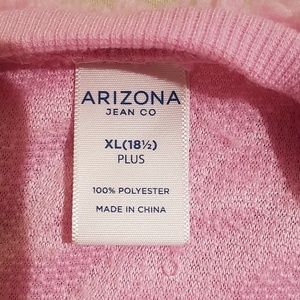 ARIZONA
JEAN CO
XL(18½)
PLUS
100% POLYESTER
MADE IN CHINA